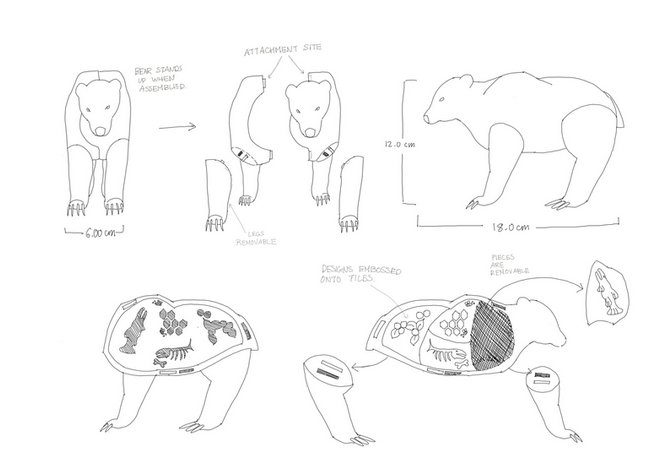 ATTACHMENT SITE
BEAR STANDS
UP WHEN
ASSEMBLED.
12.0 cm
6.00 cm
LEGS
REMOVABLE
18.0 cm
PIECES
ARE
REMOVABLE
DESIGNS EMBOSSED
ONTO TILES.